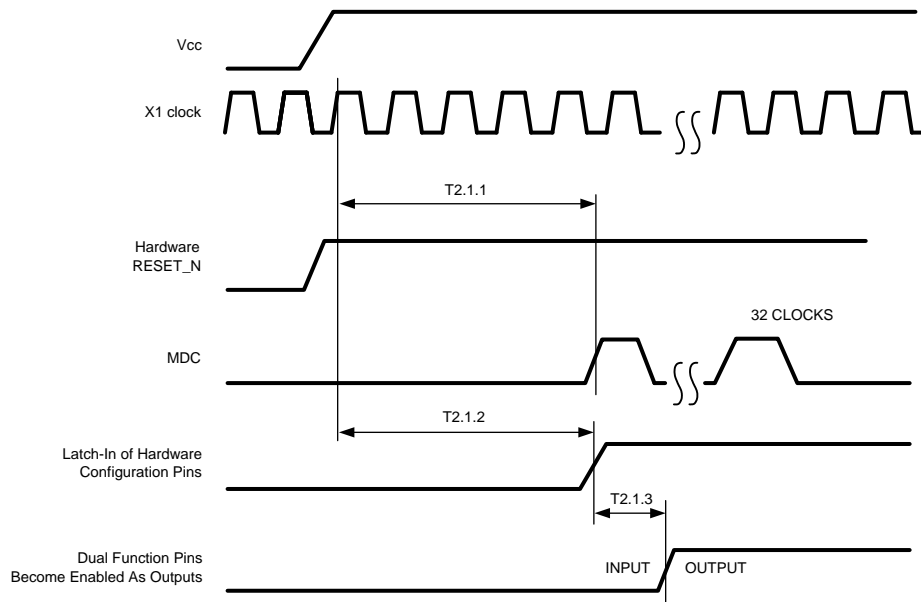 Vcc
X1 clock
T2.1.1
Hardware
RESET_N
32 CLOCKS
MDC
T2.1.2
Latch-In of Hardware
Configuration Pins
T2.1.3
Dual Function Pins
Become Enabled As Outputs
INPUT
OUTPUT